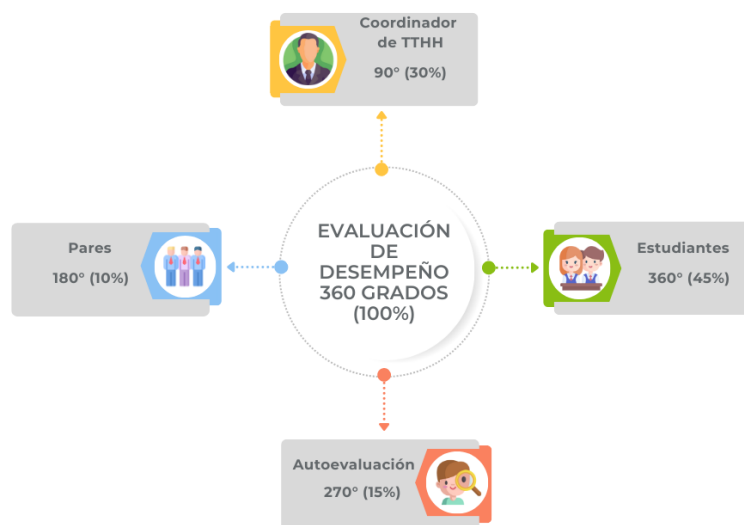 Coordinador
de TTHH
90° (30%)
Pares
180° (10%)
EVALUACIÓN
DE
DESEMPEÑO
360 GRADOS
(100%)
Estudiantes
360° (45%)
Autoevaluación
270° (15%)